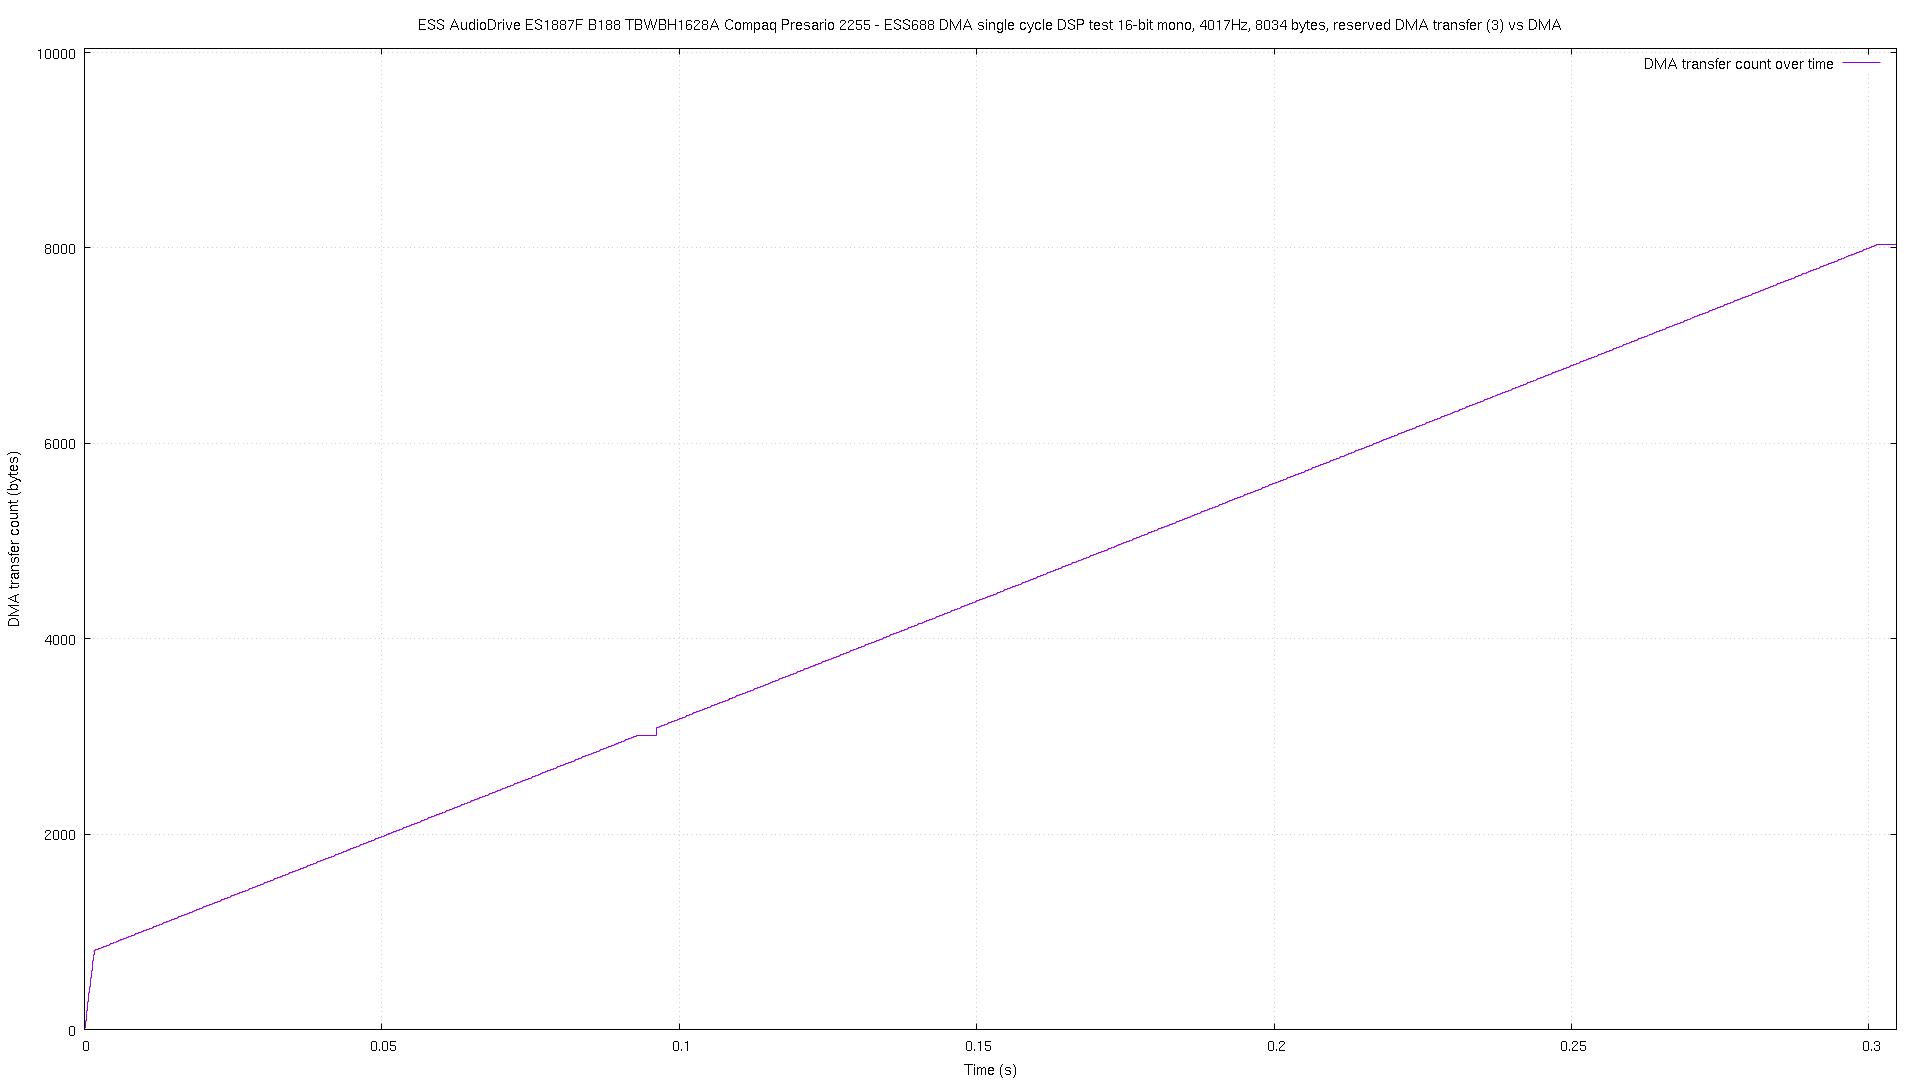 ESS AudioDrive ES1887F B188 TBWBH1628A Compaq Presario 2255 - ESS688 DMA single cycle DSP test 16-bit mono, 4017Hz, 8034 bytes, reserved DMA transfer (3) vs DMA
DMA transfer count over time
10000
8000
6000
4000
2000
0
DMA transfer count (bytes)
0 0.05 0.1 0.15 0.2 0.25 0.3
Time (s)